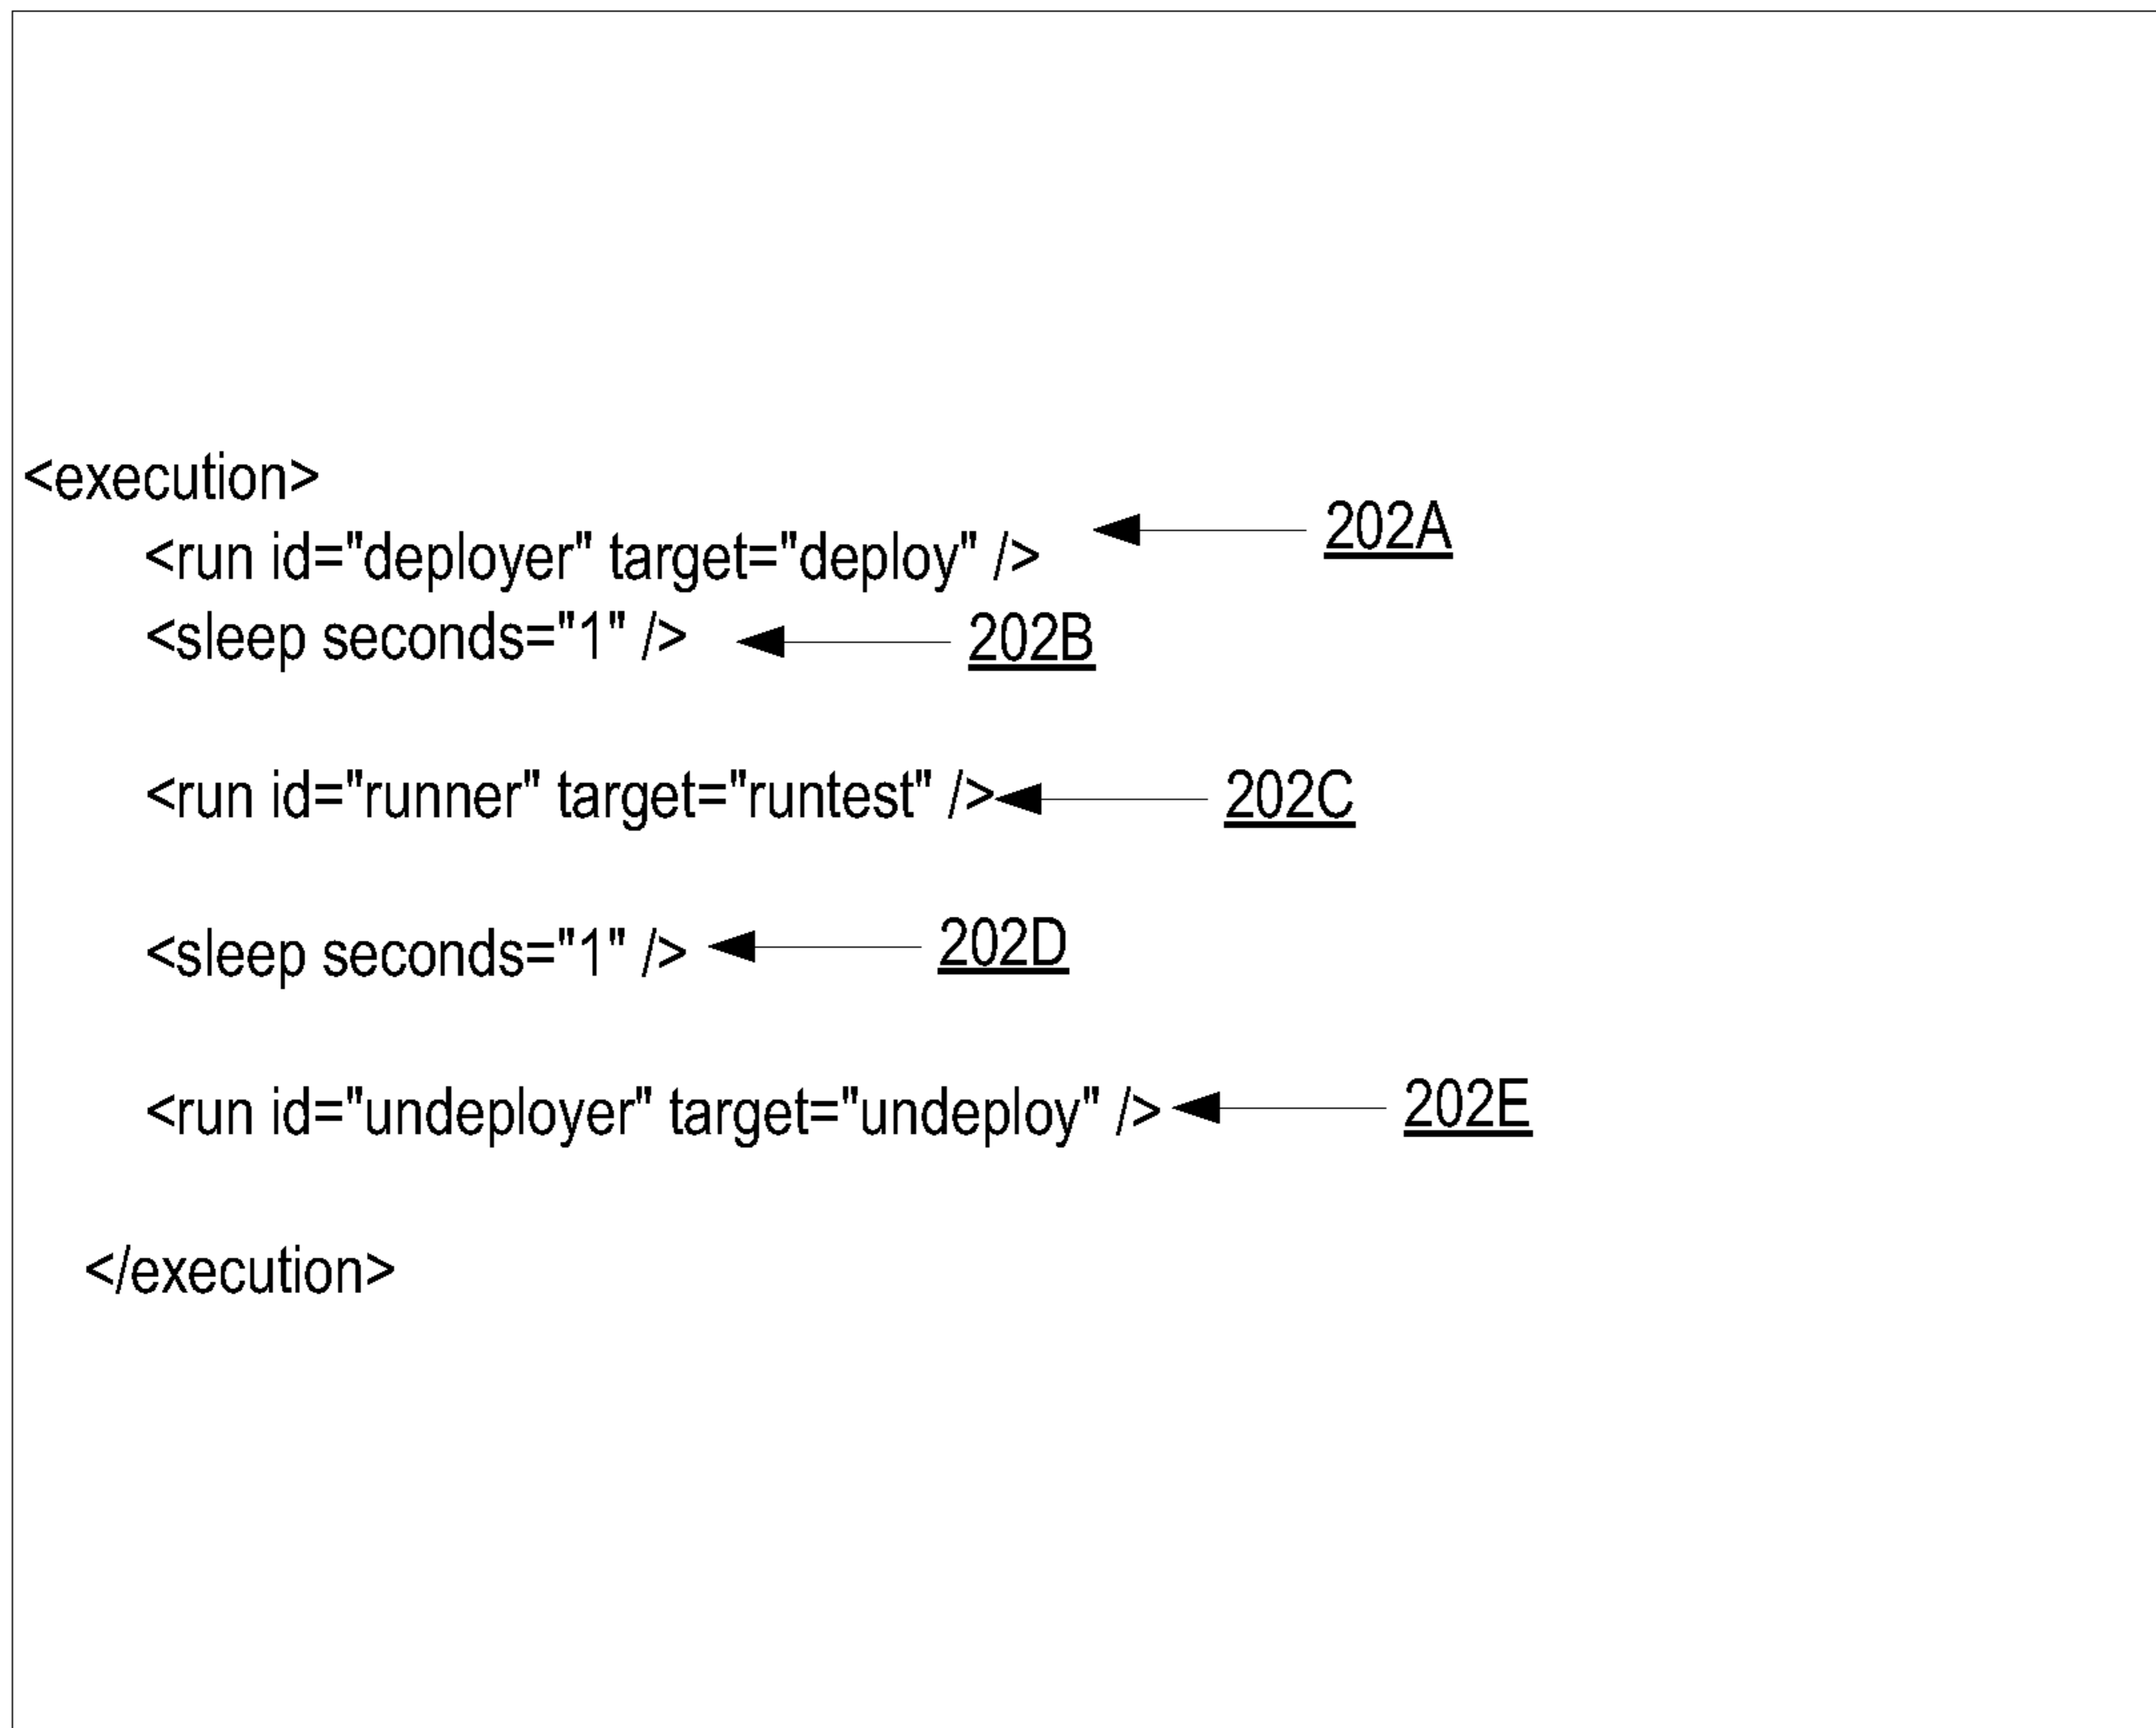 <execution>
<run id="deployer" target="deploy" /> 202A
<sleep seconds="1" /> 202B
<run id="runner" target="runtest" /> 202C
<sleep seconds="1" /> 202D
<run id="undeployer" target="undeploy" /> 202E
</execution>